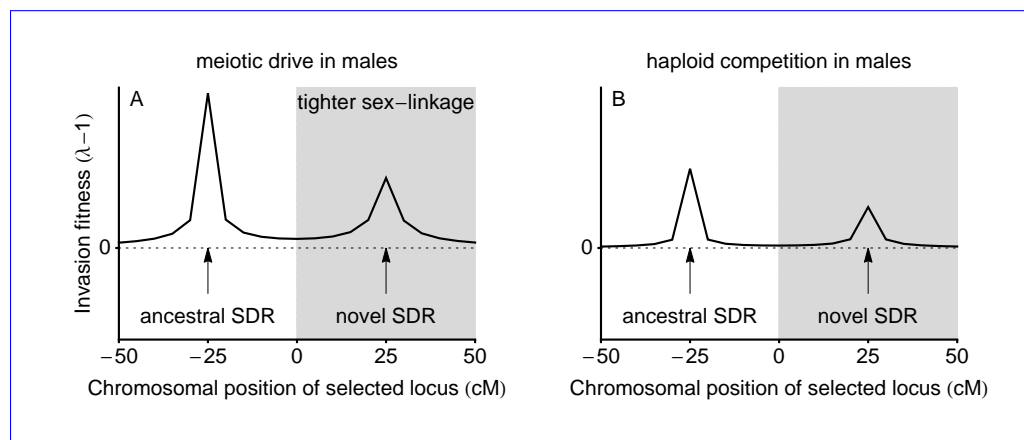 meiotic drive in males
A
tighter sex−linkage
Invasion fitness (λ−1)
0
ancestral SDR
novel SDR
−50
−25
0
25
50
Chromosomal position of selected locus (cM)
haploid competition in males
B
0
ancestral SDR
novel SDR
−50
−25
0
25
50
Chromosomal position of selected locus (cM)